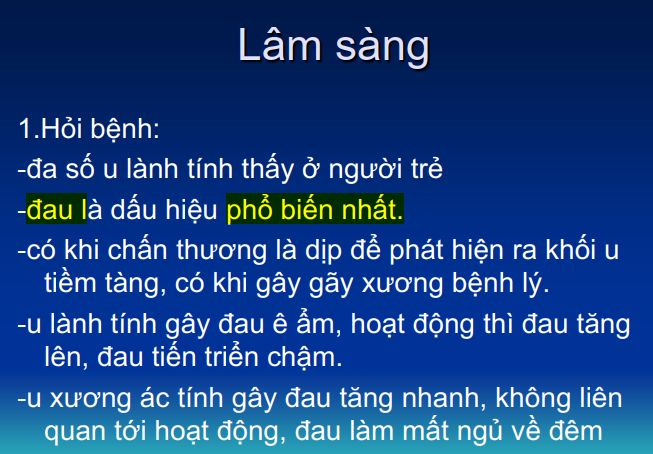 Lâm sàng
1.Hỏi bệnh:
-đa số u lành tính thấy ở người trẻ
-đau là dấu hiệu phổ biến nhất.
-có khi chấn thương là dịp để phát hiện ra khối u
tiềm tàng, có khi gây gãy xương bệnh lý.
-u lành tính gây đau ê ẩm, hoạt động thì đau tăng
lên, đau tiến triển chậm.
-u xương ác tính gây đau tăng nhanh, không liên
quan tới hoạt động, đau làm mất ngủ về đêm